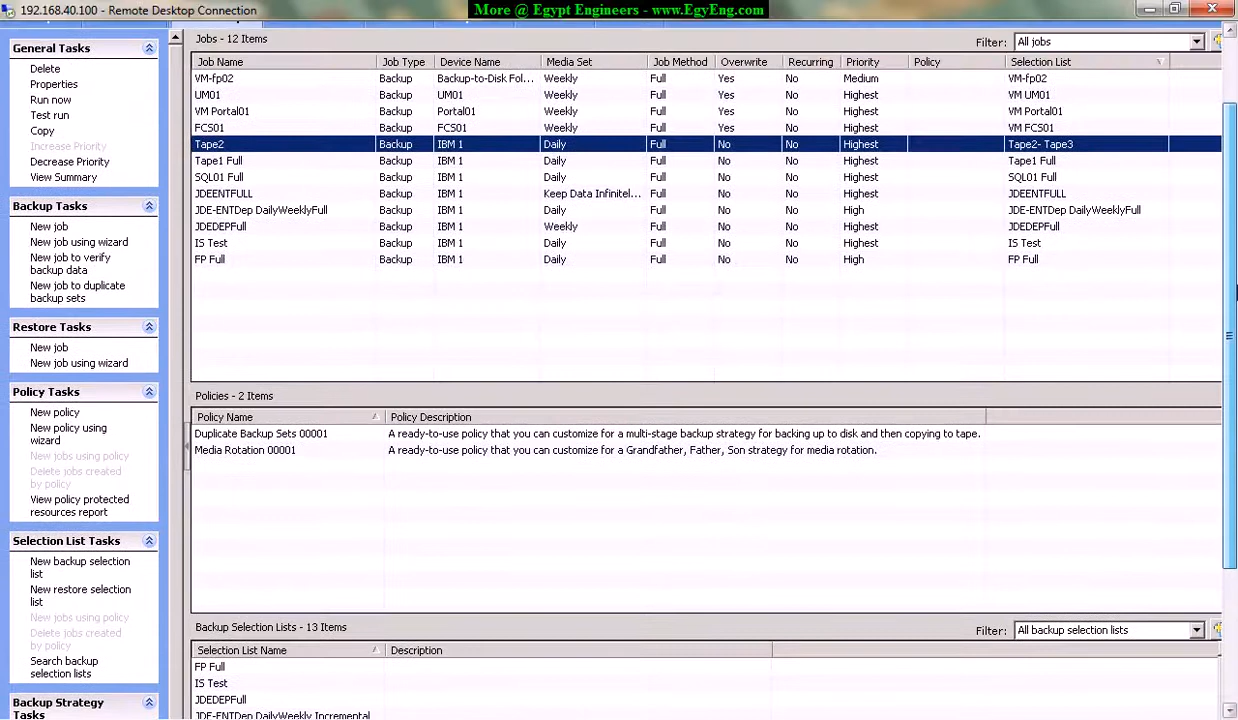 192.168.40.100 - Remote Desktop Connection
More @ Egypt Engineers - www.EgyEng.com
General Tasks
Delete
Properties
Run now
Test run
Copy
Increase Priority
Decrease Priority
View Summary
Backup Tasks
New job
New job using wizard
New job to verify
backup data
New job to duplicate
backup sets
Restore Tasks
New job
New job using wizard
Policy Tasks
New policy
New policy using
wizard
New jobs using policy
Delete jobs created
by policy
View policy protected
resources report
Selection List Tasks
New backup selection
list
New restore selection
list
New jobs using policy
Delete jobs created
by policy
Search backup
selection lists
Backup Strategy
Tasks
Jobs - 12 Items
Filter: All jobs
Job Name Job Type Device Name Media Set Job Method Overwrite Recurring Priority Policy Selection List
VM-fp02 Backup Backup-to-Disk Fol... Weekly Full Yes No Medium VM-fp02
UM01 Backup UM01 Weekly Full Yes No Highest VM UM01
VM Portal01 Backup Portal01 Weekly Full Yes No Highest VM Portal01
FCS01 Backup FCS01 Weekly Full Yes No Highest VM FCS01
Tape2 Backup IBM 1 Daily Full No No Highest Tape2- Tape3
Tape1 Full Backup IBM 1 Daily Full No No Highest Tape1 Full
SQL01 Full Backup IBM 1 Daily Full No No Highest SQL01 Full
JDEENTFULL Backup IBM 1 Keep Data Infinitel... Full No No Highest JDEENTFULL
JDE-ENTDep DailyWeeklyFull Backup IBM 1 Daily Full No No High JDE-ENTDep DailyWeeklyFull
JDEDEPFull Backup IBM 1 Weekly Full No No Highest JDEDEPFull
IS Test Backup IBM 1 Daily Full No No Highest IS Test
FP Full Backup IBM 1 Daily Full No No High FP Full
Policies - 2 Items
Policy Name Policy Description
Duplicate Backup Sets 00001 A ready-to-use policy that you can customize for a multi-stage backup strategy for backing up to disk and then copying to tape.
Media Rotation 00001 A ready-to-use policy that you can customize for a Grandfather, Father, Son strategy for media rotation.
Backup Selection Lists - 13 Items
Filter: All backup selection lists
Selection List Name Description
FP Full
IS Test
JDEDEPFull
JDE-ENTDep DailyWeekly Incremental